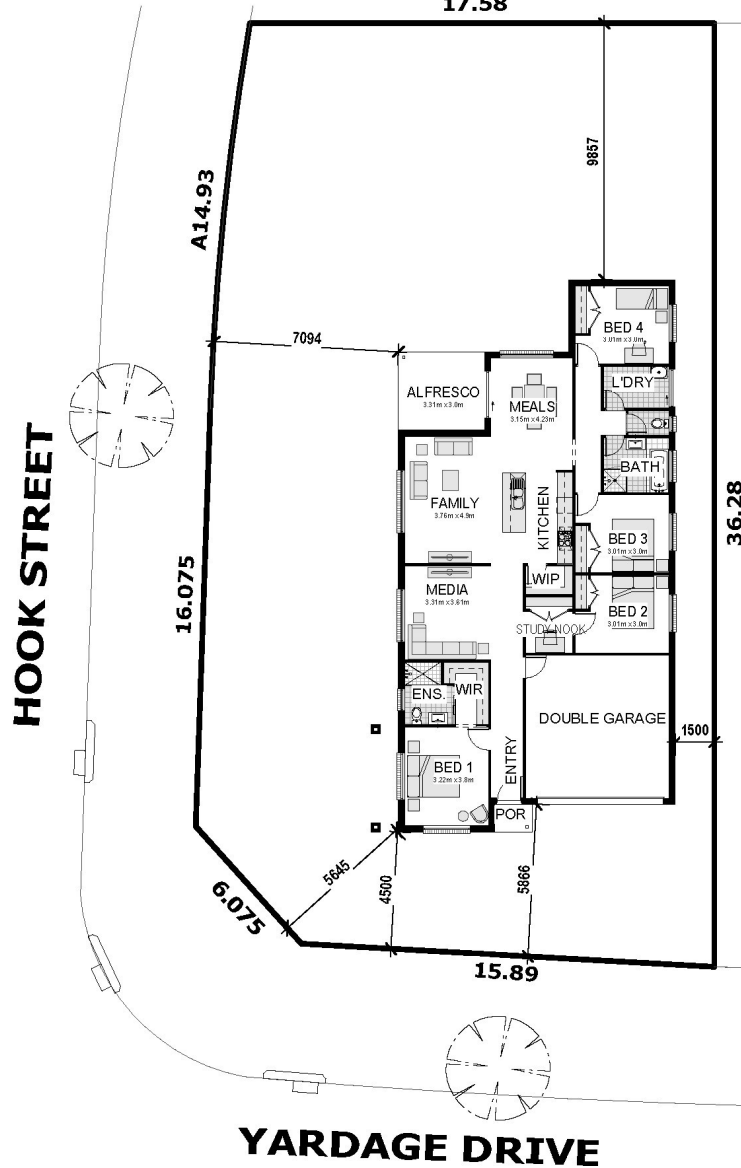 17.58
9857
A14.93
7094
BED 4
3.01m x 3.0m
L'DRY
ALFRESCO
3.31m x 3.0m
MEALS
3.15m x 4.23m
BATH
HOOK STREET
FAMILY
3.76m x 4.9m
KITCHEN
BED 3
3.01m x 3.0m
36.28
WIP
MEDIA
3.31m x 3.61m
BED 2
3.01m x 3.0m
16.075
STUDY NOOK
ENS.
WIR
DOUBLE GARAGE
1500
BED 1
3.22m x 3.8m
ENTRY
POR
5645
4500
5866
6.075
15.89
YARDAGE DRIVE